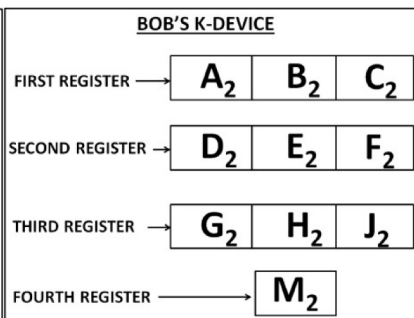 BOB'S K-DEVICE
FIRST REGISTER A₂ B₂ C₂
SECOND REGISTER D₂ E₂ F₂
THIRD REGISTER G₂ H₂ J₂
FOURTH REGISTER M₂